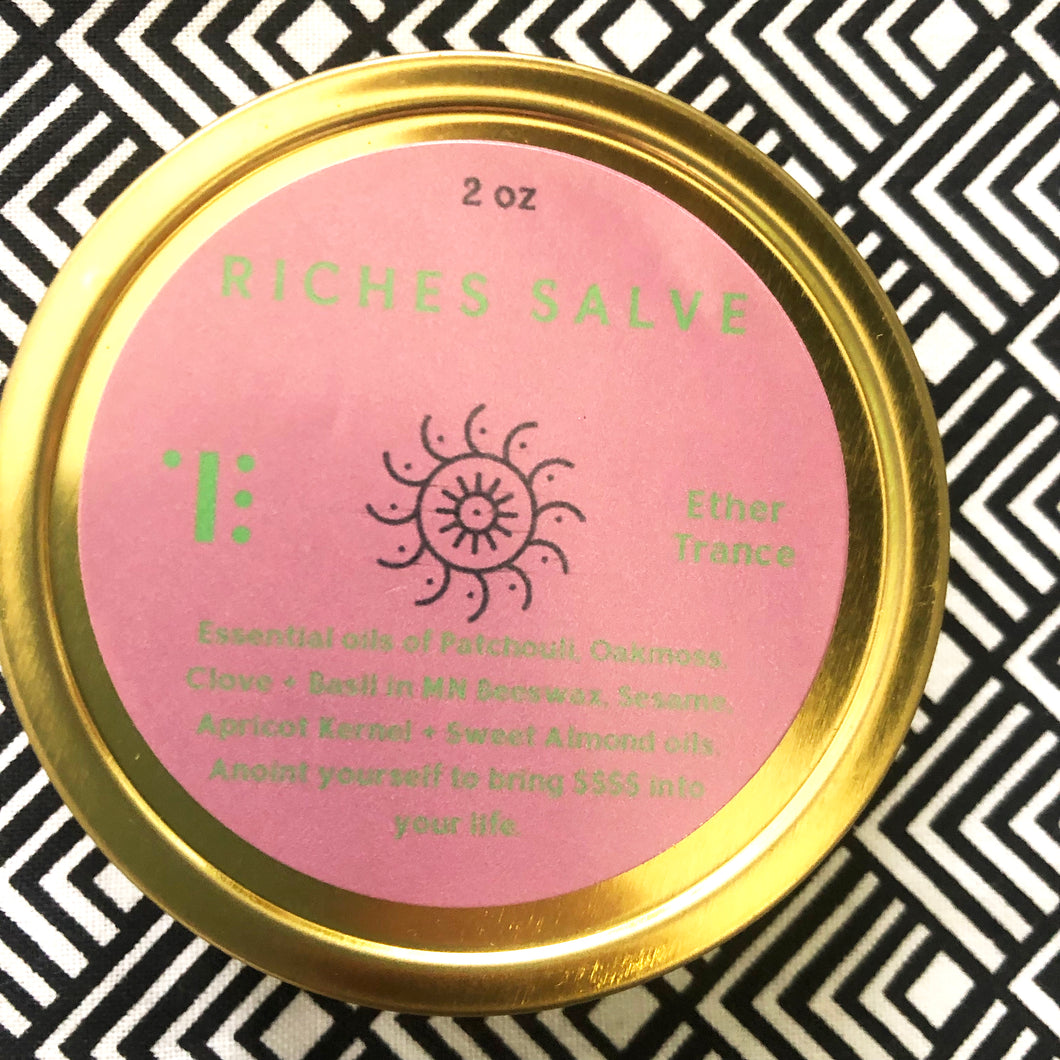 2 oz
RICHES SALVE
TE
Ether
Trance
Essential oils of Patchouli, Oakmoss,
Clove + Basil in MN Beeswax, Sesame,
Apricot Kernel + Sweet Almond oils.
Anoint yourself to bring $$$$ into
your life.